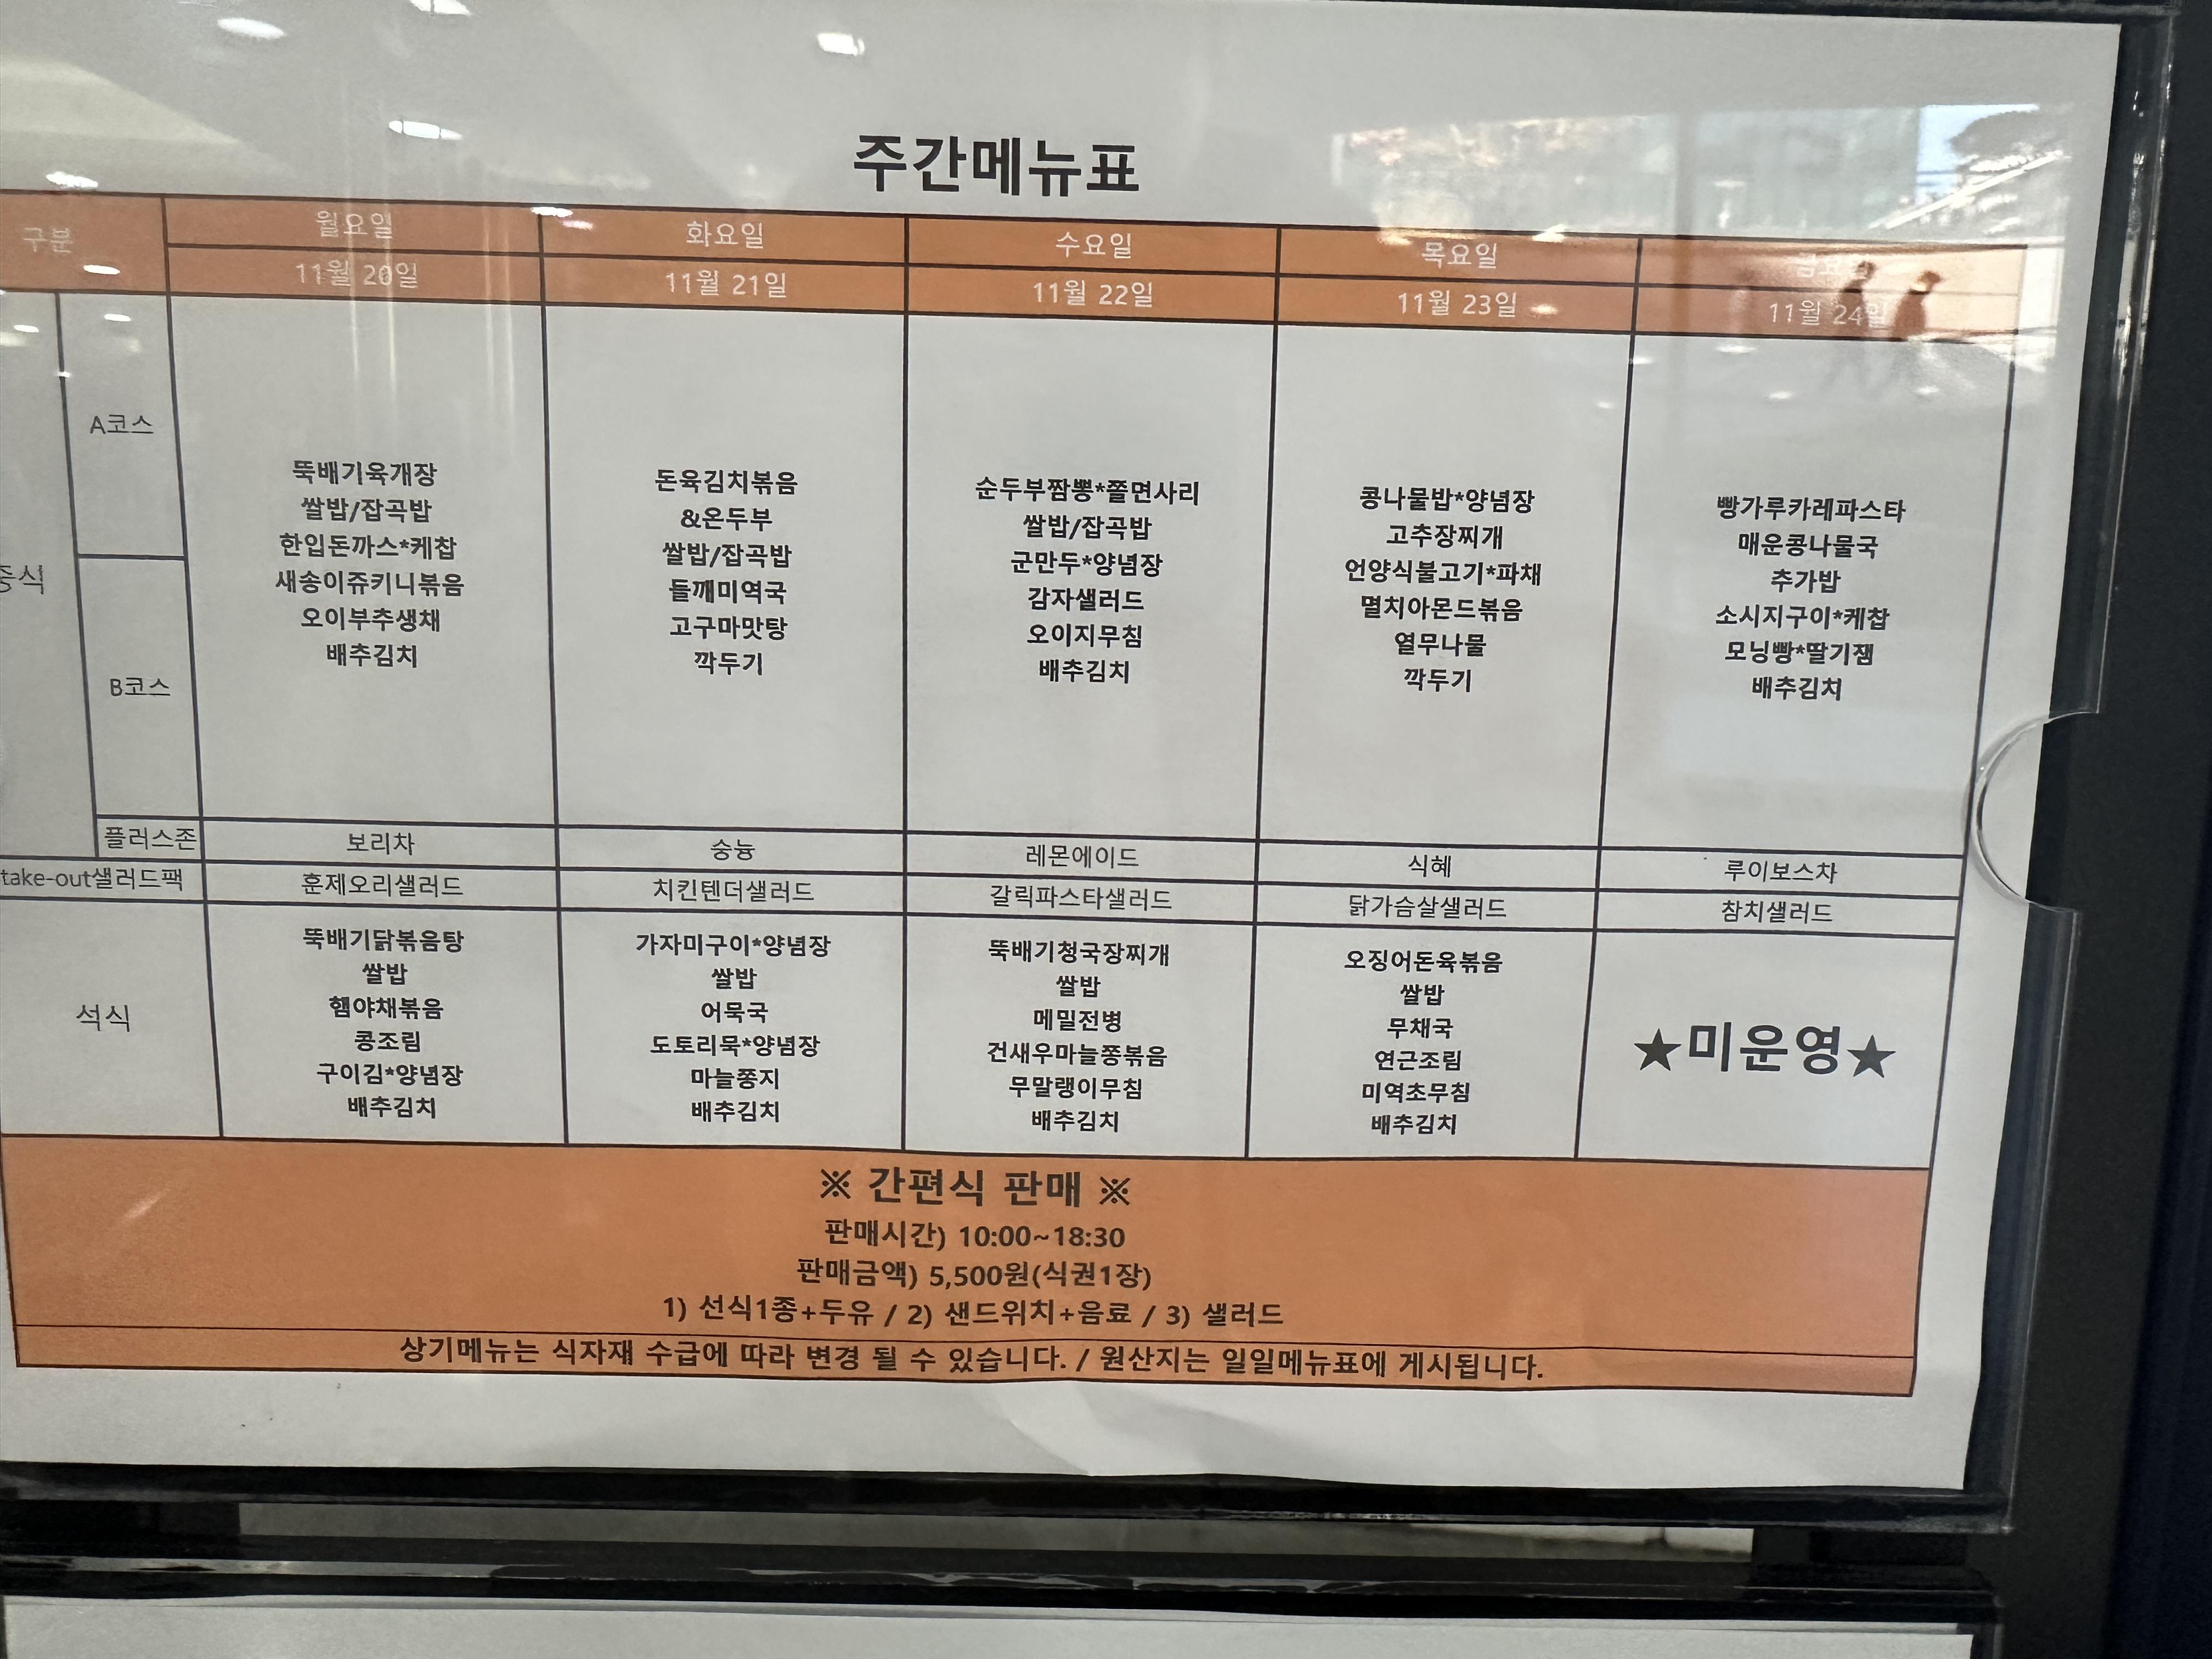 주간메뉴표
구분
월요일 화요일 수요일 목요일 금요일
11월 20일 11월 21일 11월 22일 11월 23일 11월 24일
중식
A코스
B코스
뚝배기육개장
쌀밥/잡곡밥
한입돈까스*케찹
새송이쥬키니볶음
오이부추생채
배추김치
돈육김치볶음
&온두부
쌀밥/잡곡밥
들깨미역국
고구마맛탕
깍두기
순두부짬뽕*쫄면사리
쌀밥/잡곡밥
군만두*양념장
감자샐러드
오이지무침
배추김치
콩나물밥*양념장
고추장찌개
언양식불고기*파채
멸치아몬드볶음
열무나물
깍두기
빵가루카레파스타
매운콩나물국
추가밥
소시지구이*케찹
모닝빵*딸기잼
배추김치
플러스존 보리차 숭늉 레몬에이드 식혜 루이보스차
take-out샐러드팩 훈제오리샐러드 치킨텐더샐러드 갈릭파스타샐러드 닭가슴살샐러드 참치샐러드
석식
뚝배기닭볶음탕
쌀밥
햄야채볶음
콩조림
구이김*양념장
배추김치
가자미구이*양념장
쌀밥
어묵국
도토리묵*양념장
마늘쫑지
배추김치
뚝배기청국장찌개
쌀밥
메밀전병
건새우마늘쫑볶음
무말랭이무침
배추김치
오징어돈육볶음
쌀밥
무채국
연근조림
미역초무침
배추김치
★미운영★
※ 간편식 판매 ※
판매시간) 10:00~18:30
판매금액) 5,500원(식권1장)
1) 선식1종+두유 / 2) 샌드위치+음료 / 3) 샐러드
상기메뉴는 식자재 수급에 따라 변경 될 수 있습니다. / 원산지는 일일메뉴표에 게시됩니다.